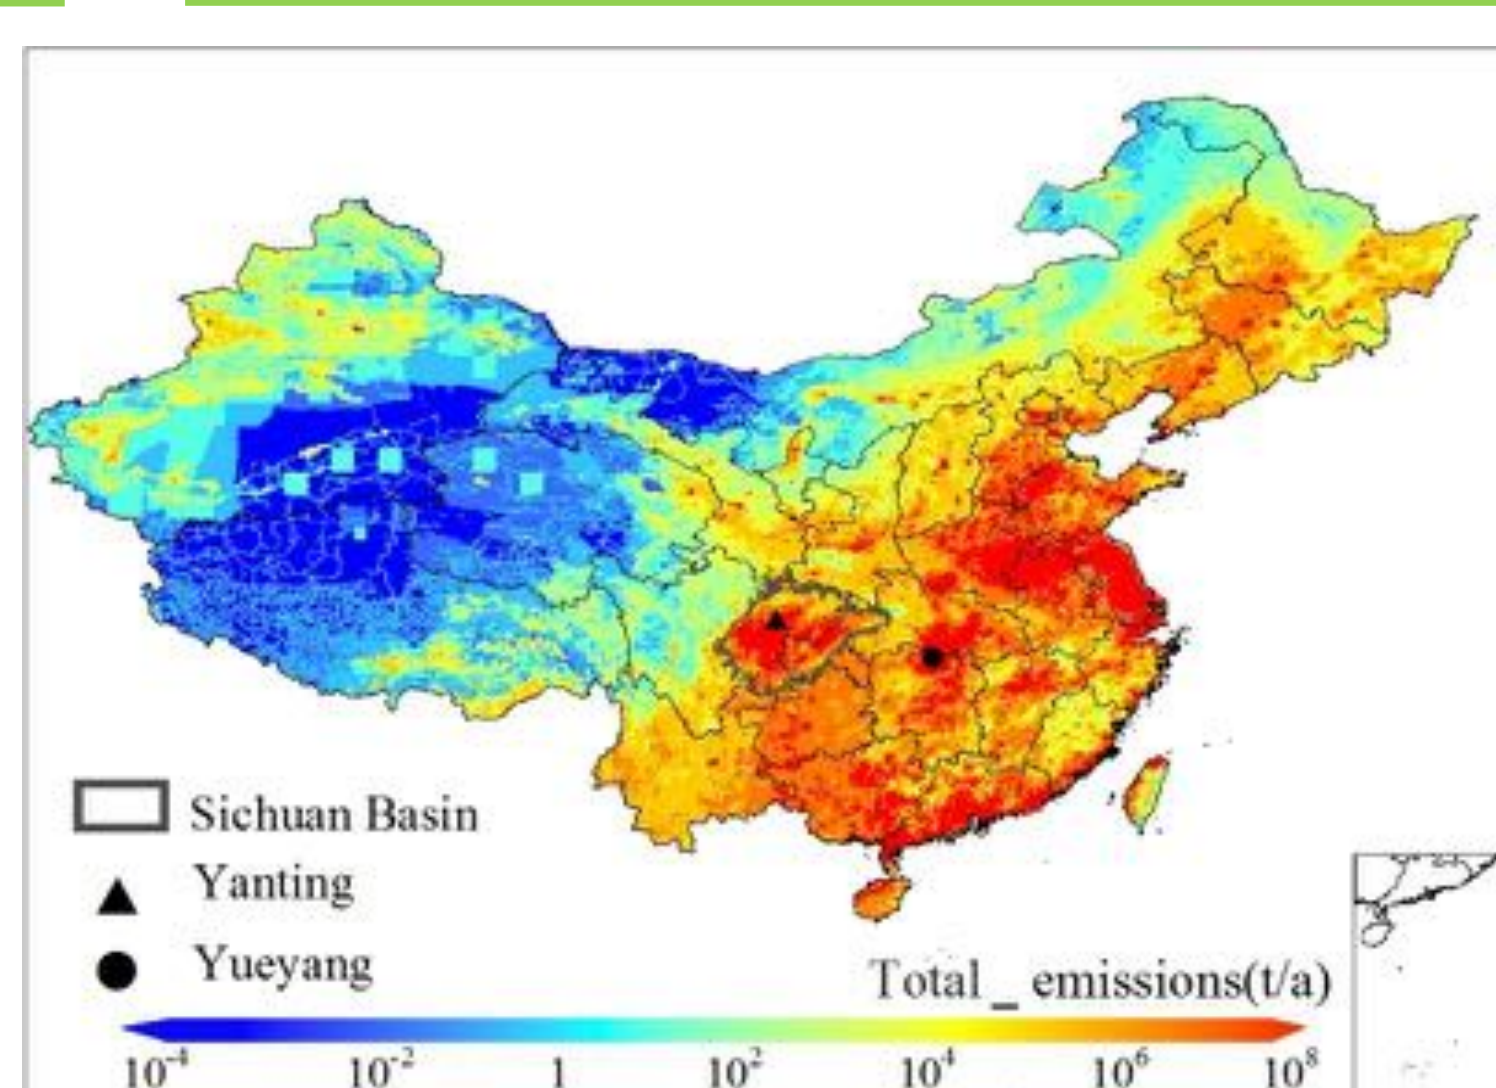 Sichuan Basin
Yanting
Yueyang
Total _ emissions(t/a)
10⁻⁴ 10⁻² 1 10² 10⁴ 10⁶ 10⁸